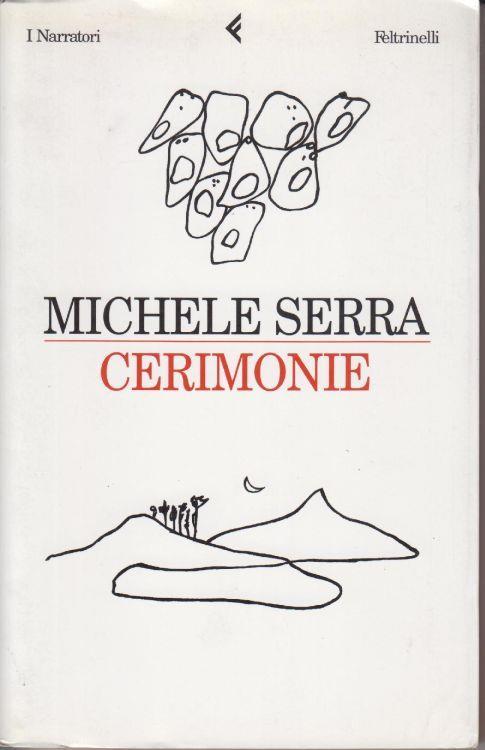 I Narratori
Feltrinelli
MICHELE SERRA
CERIMONIE